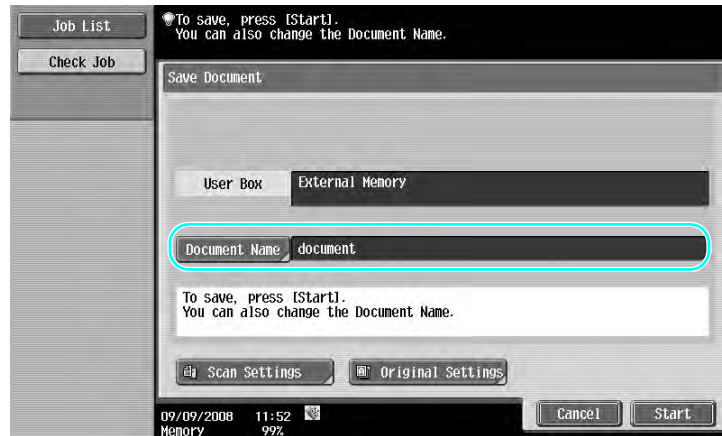 Job List
Check Job
To save, press [Start].
You can also change the Document Name.
Save Document
User Box
External Memory
Document Name
document
To save, press [Start].
You can also change the Document Name.
Scan Settings
Original Settings
09/09/2008 11:52
Memory 99%
Cancel
Start